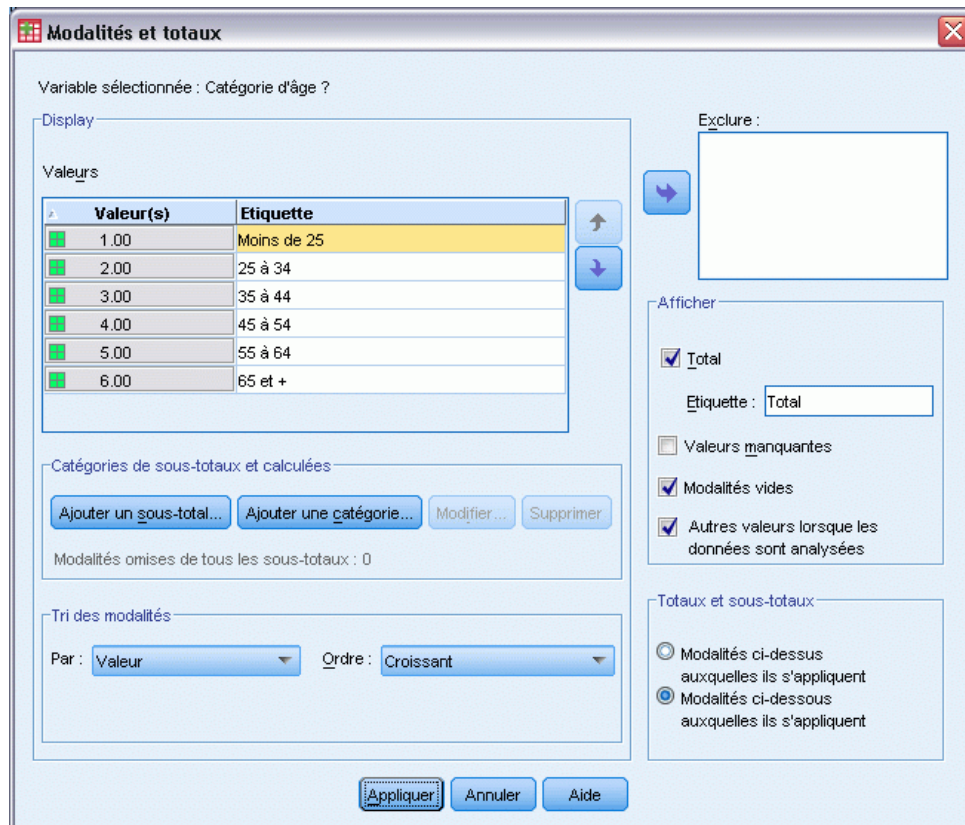 Modalités et totaux
Variable sélectionnée : Catégorie d'âge ?
Display
Valeurs
Valeur(s) Etiquette
1.00 Moins de 25
2.00 25 à 34
3.00 35 à 44
4.00 45 à 54
5.00 55 à 64
6.00 65 et +
Catégories de sous-totaux et calculées
Ajouter un sous-total... Ajouter une catégorie... Modifier... Supprimer
Modalités omises de tous les sous-totaux : 0
Tri des modalités
Par : Valeur Ordre : Croissant
Exclure :
Afficher
Total
Etiquette : Total
Valeurs manquantes
Modalités vides
Autres valeurs lorsque les
données sont analysées
Totaux et sous-totaux
Modalités ci-dessus
auxquelles ils s'appliquent
Modalités ci-dessous
auxquelles ils s'appliquent
Appliquer Annuler Aide